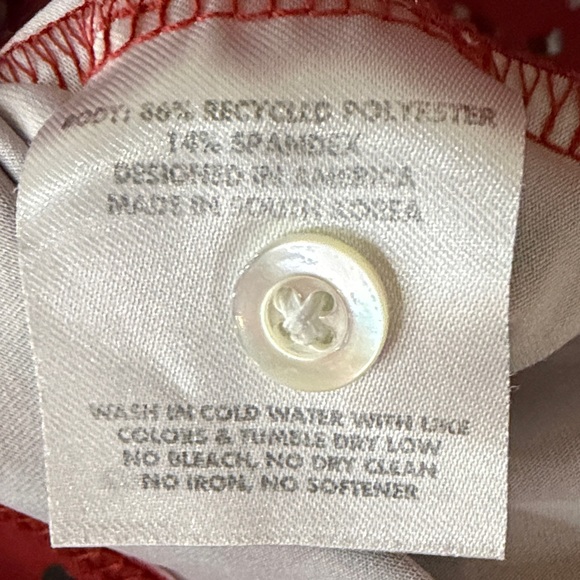 BODY: 86% RECYCLED POLYESTER
14% SPANDEX
DESIGNED IN AMERICA
MADE IN SOUTH KOREA
WASH IN COLD WATER WITH LIKE
COLORS & TUMBLE DRY LOW
NO BLEACH, NO DRY CLEAN
NO IRON, NO SOFTENER